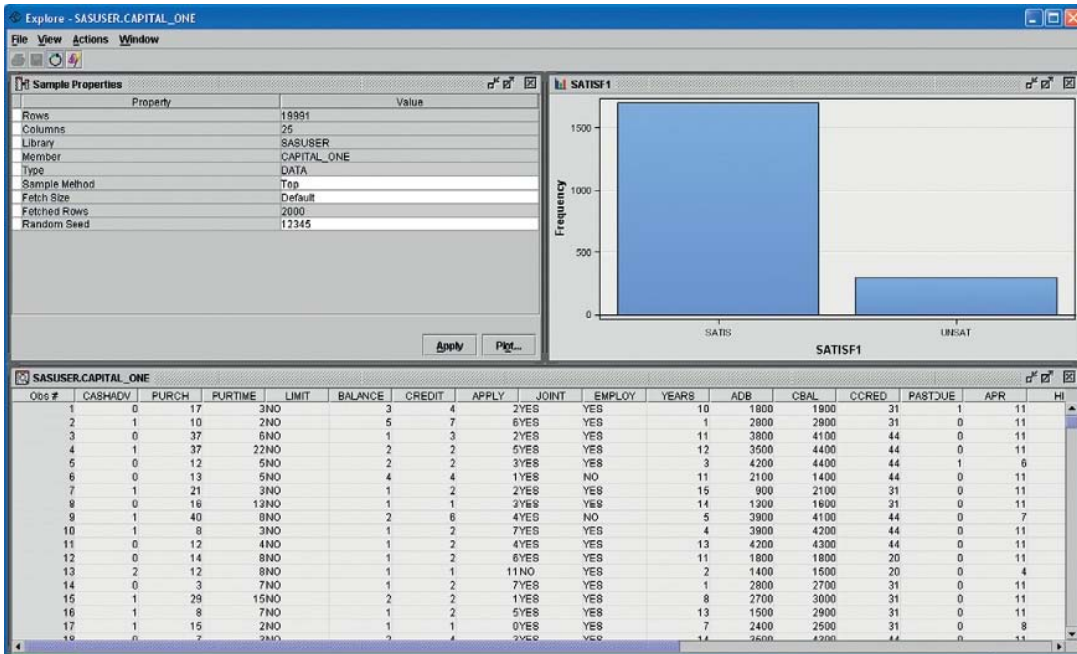 Explore - SASUSER.CAPITAL_ONE
File View Actions Window
Sample Properties
Property Value
Rows 19991
Columns 25
Library SASUSER
Member CAPITAL_ONE
Type DATA
Sample Method Top
Fetch Size Default
Fetched Rows 2000
Random Seed 12345
Apply Plot...
SATISF1
Frequency
1500
1000
500
0
SATIS UNSAT
SATISF1
SASUSER.CAPITAL_ONE
Obs # CASHADV PURCH PURTIME LIMIT BALANCE CREDIT APPLY JOINT EMPLOY YEARS ADB CBAL CCRED PASTDUE APR HI
1 0 17 3NO 3 4 2YES YES 10 1800 1900 31 1 11
2 1 10 2NO 5 7 6YES YES 1 2800 2900 31 0 11
3 0 37 6NO 1 3 2YES YES 11 3800 4100 44 0 11
4 1 37 22NO 2 2 5YES YES 12 3500 4400 44 0 11
5 0 12 5NO 2 2 3YES YES 3 4200 4400 44 1 6
6 0 13 5NO 4 4 1YES NO 11 2100 1400 44 0 11
7 1 21 3NO 1 2 2YES YES 15 900 2100 31 0 11
8 0 16 13NO 1 1 3YES YES 14 1300 1600 31 0 11
9 1 40 8NO 2 6 4YES NO 5 3900 4100 44 0 7
10 1 8 3NO 1 2 7YES YES 4 3900 4200 44 0 11
11 0 12 4NO 1 2 4YES YES 13 4200 4300 44 0 11
12 0 14 8NO 1 2 6YES YES 11 1800 1800 20 0 11
13 2 12 8NO 1 2 11NO YES 2 1400 1500 20 0 4
14 0 3 7NO 1 2 7YES YES 1 2800 2700 31 0 11
15 1 29 15NO 2 2 1YES YES 8 2700 3000 31 0 11
16 1 8 7NO 1 2 5YES YES 13 1500 2900 31 0 11
17 1 15 2NO 1 1 0YES YES 7 2400 2500 31 0 8